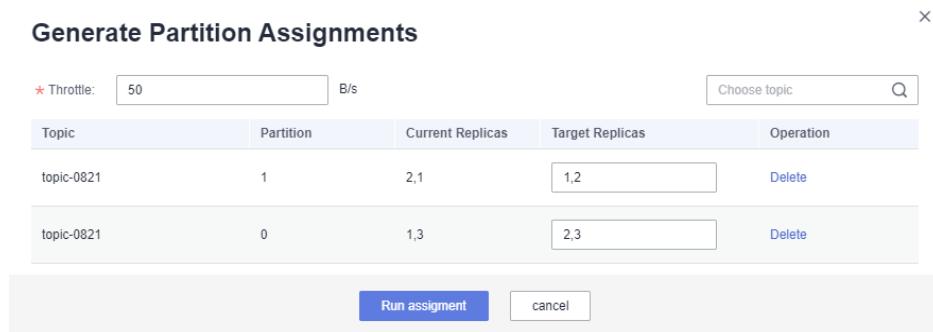 Generate Partition Assignments
* Throttle: 50 B/s Choose topic
Topic Partition Current Replicas Target Replicas Operation
topic-0821 1 2,1 1,2 Delete
topic-0821 0 1,3 2,3 Delete
Run assigment cancel